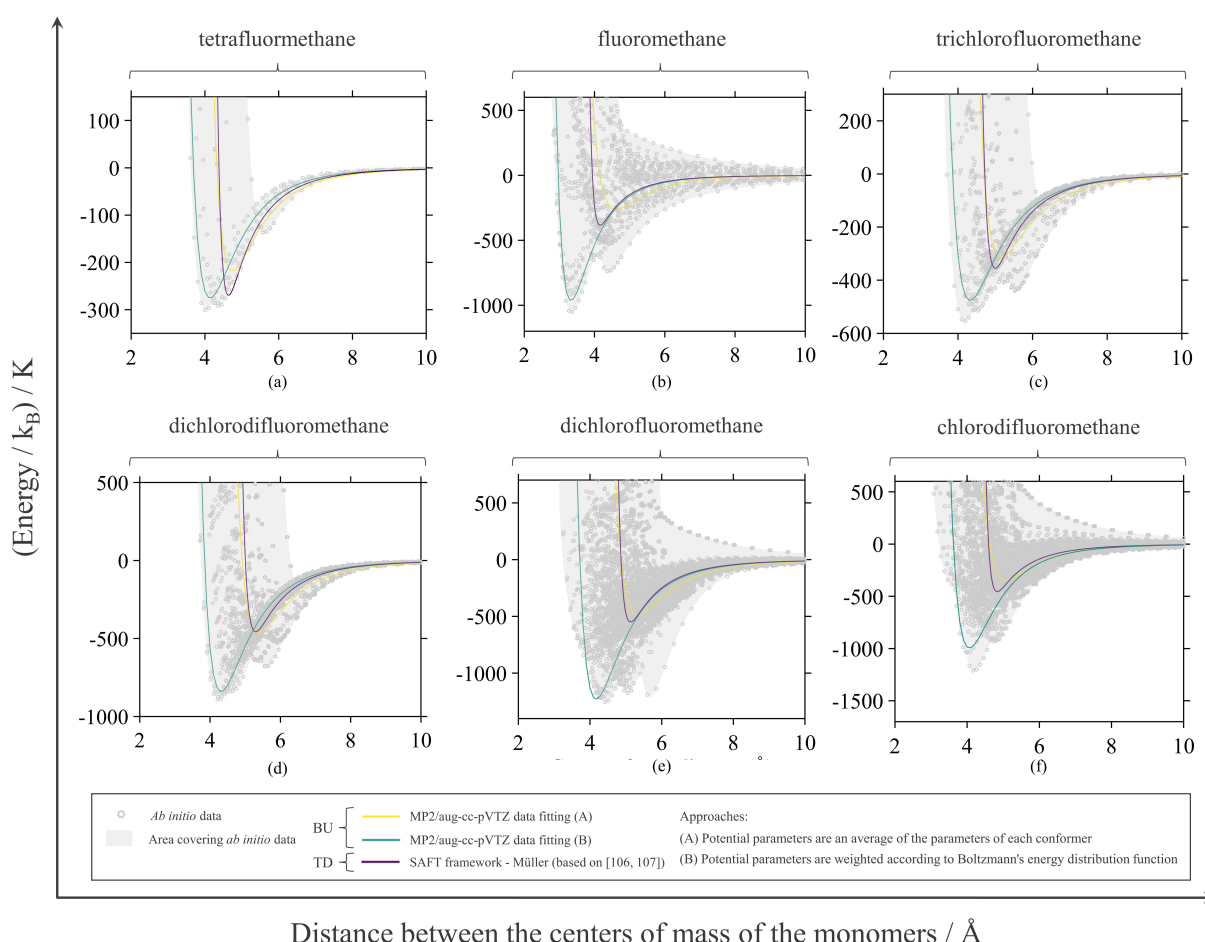 tetrafluormethane
fluoromethane
trichlorofluoromethane
100
0
-100
-200
-300
2 4 6 8 10
(a)
500
0
-500
-1000
2 4 6 8 10
(b)
200
0
-200
-400
-600
2 4 6 8 10
(c)
(Energy / k_B) / K
dichlorodifluoromethane
dichlorofluoromethane
chlorodifluoromethane
500
0
-500
-1000
2 4 6 8 10
(d)
500
0
-500
-1000
2 4 6 8 10
(e)
500
0
-500
-1000
-1500
2 4 6 8 10
(f)
Ab initio data
Area covering ab initio data
BU
MP2/aug-cc-pVTZ data fitting (A)
MP2/aug-cc-pVTZ data fitting (B)
TD
SAFT framework - Müller (based on [106, 107])
Approaches:
(A) Potential parameters are an average of the parameters of each conformer
(B) Potential parameters are weighted according to Boltzmann's energy distribution function
Distance between the centers of mass of the monomers / Å